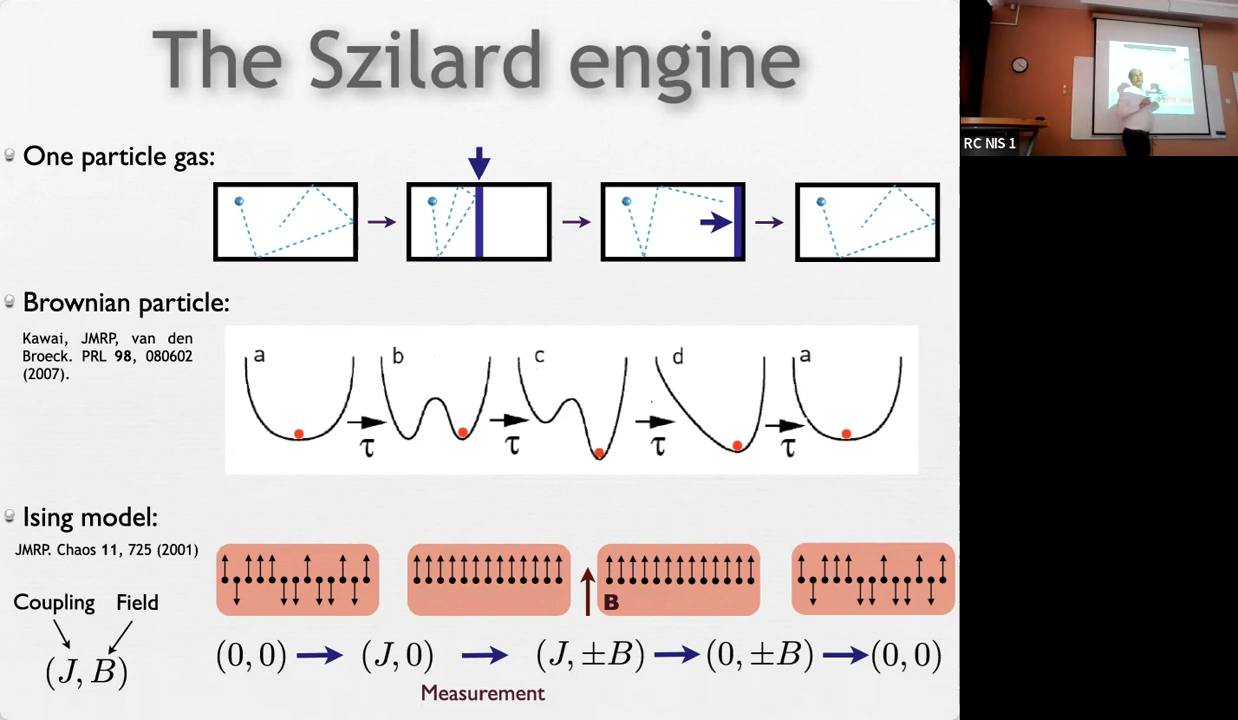 The Szilard engine
RC NIS 1
One particle gas:
Brownian particle:
Kawai, JMRP, van den
Broeck. PRL 98, 080602
(2007).
a
b
c
d
a
τ
τ
τ
τ
Ising model:
JMRP. Chaos 11, 725 (2001)
B
Coupling Field
(J, B)
(0, 0) → (J, 0) → (J, ±B) → (0, ±B) → (0, 0)
Measurement